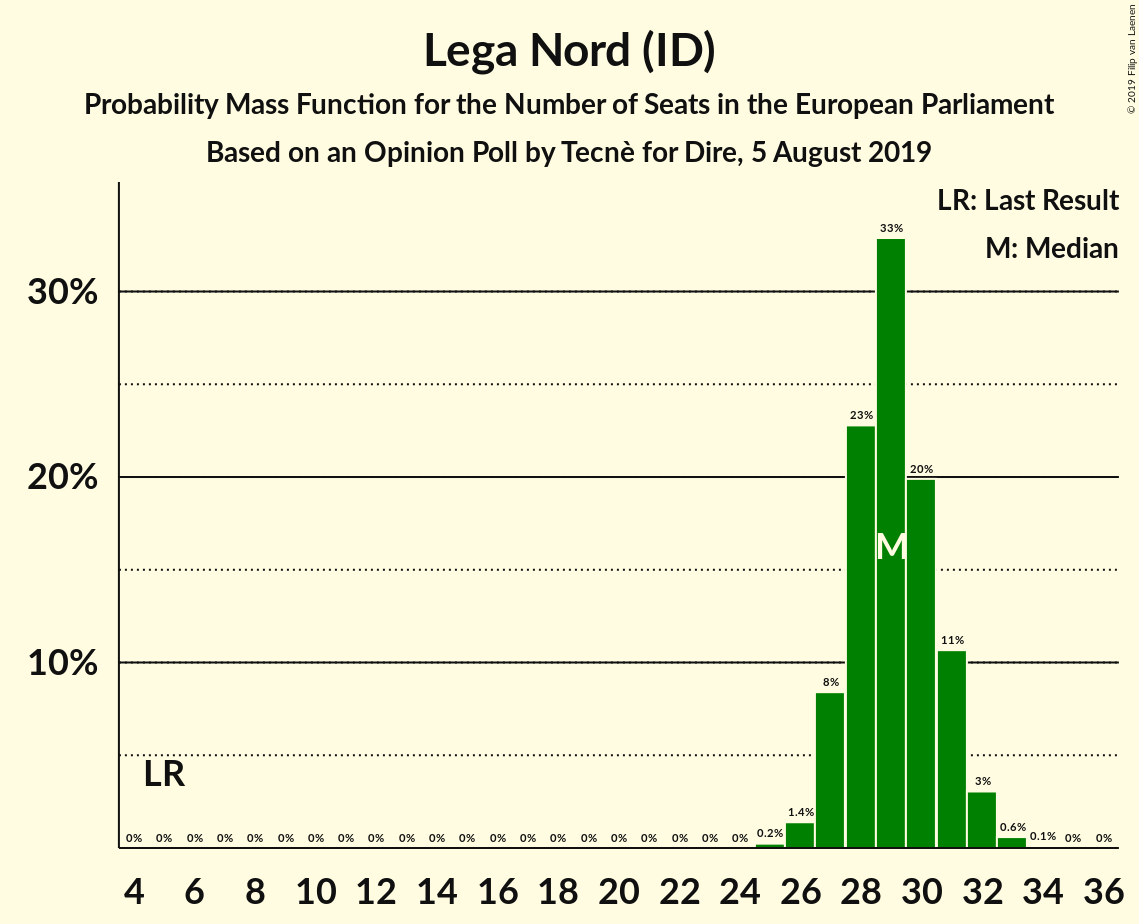 Lega Nord (ID)
Probability Mass Function for the Number of Seats in the European Parliament
Based on an Opinion Poll by Tecnè for Dire, 5 August 2019
© 2019 Filip van Laenen
LR: Last Result
M: Median
33%
30%
23%
20%
20%
M
11%
10%
8%
LR
3%
0% 0% 0% 0% 0% 0% 0% 0% 0% 0% 0% 0% 0% 0% 0% 0% 0% 0% 0% 0% 0% 0.2% 1.4% 0.6% 0.1% 0% 0%
4 6 8 10 12 14 16 18 20 22 24 26 28 30 32 34 36